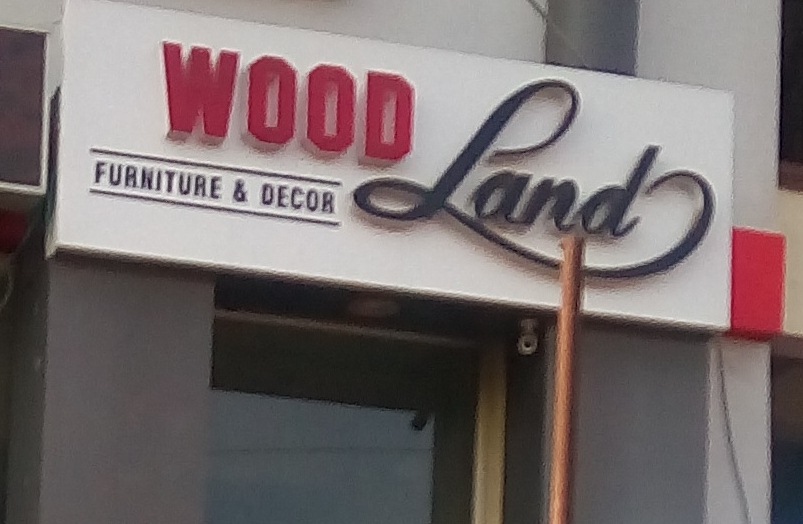 WOOD Land
FURNITURE & DECOR